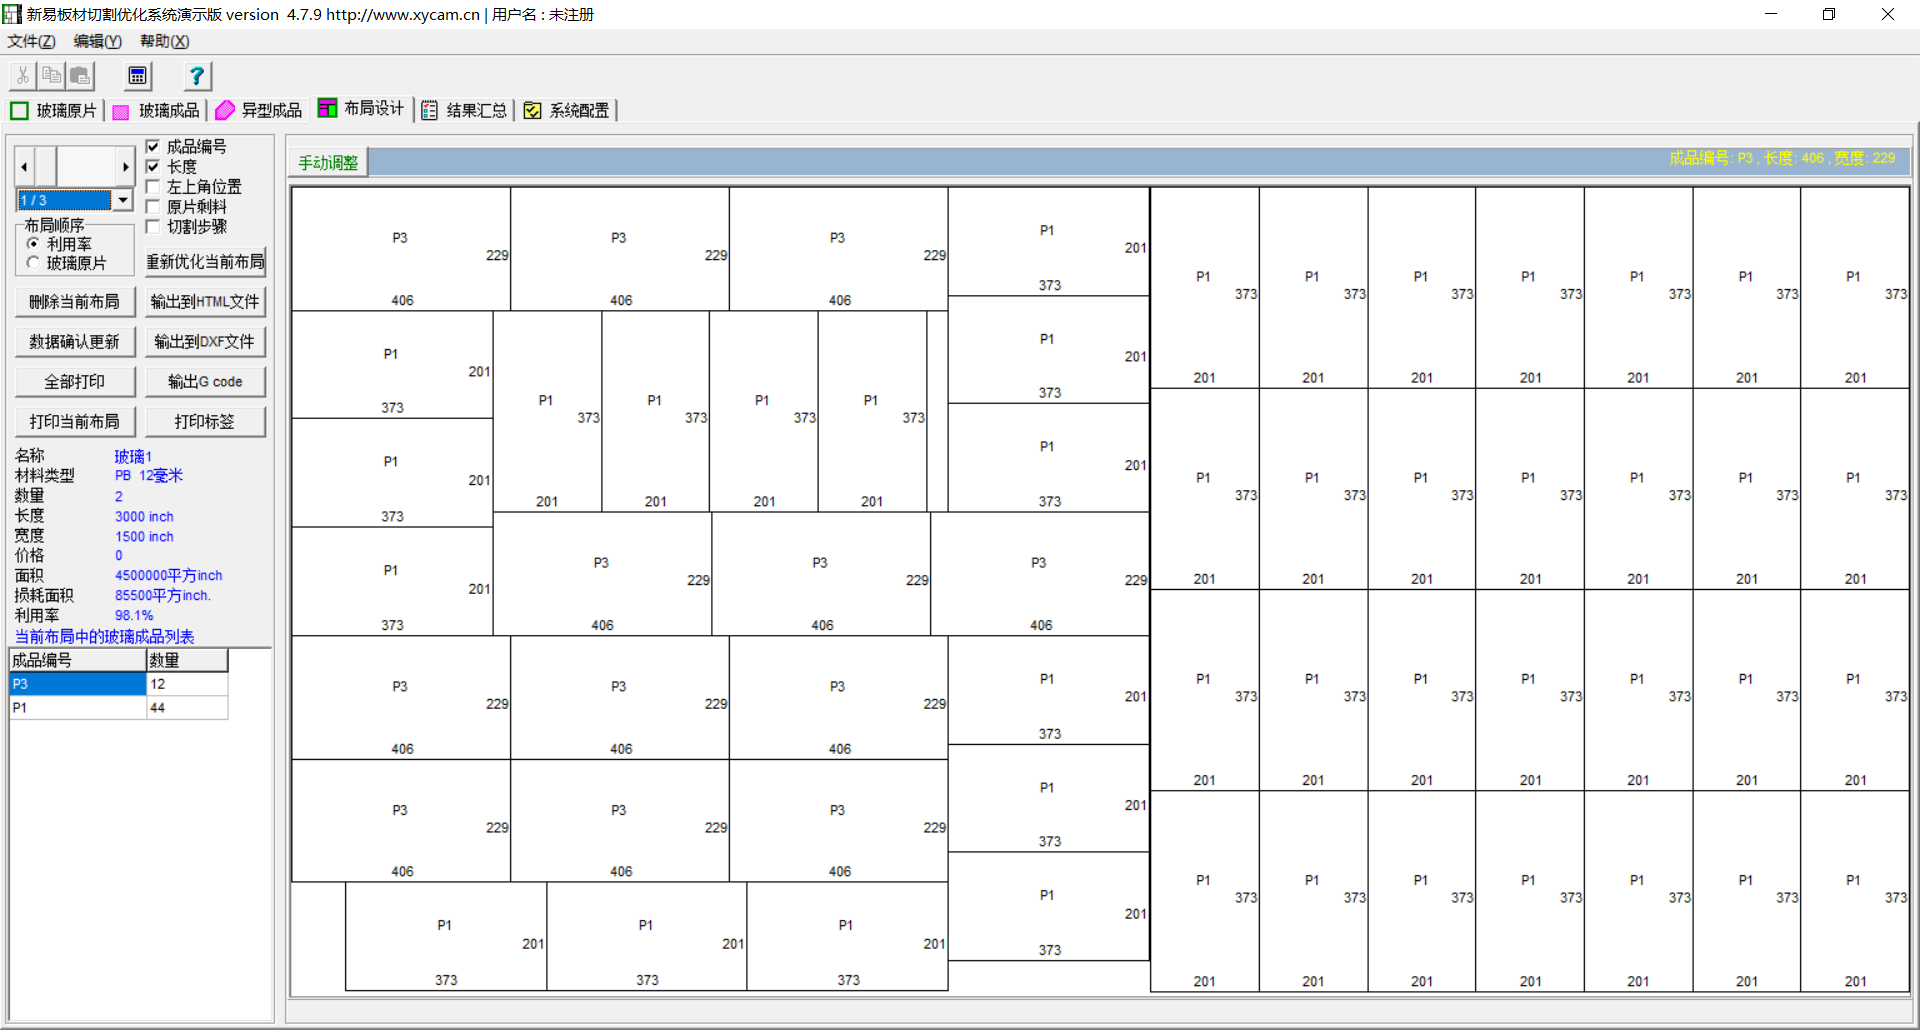 新易板材切割优化系统演示版 version 4.7.9 http://www.xycam.cn | 用户名 : 未注册
文件(Z) 编辑(Y) 帮助(X)
玻璃原片 玻璃成品 异型成品 布局设计 结果汇总 系统配置
成品编号
长度
左上角位置
原片剩料
切割步骤
1 / 3
布局顺序
利用率
玻璃原片
重新优化当前布局
删除当前布局 输出到HTML文件
数据确认更新 输出到DXF文件
全部打印 输出G code
打印当前布局 打印标签
名称 玻璃1
材料类型 PB 12毫米
数量 2
长度 3000 inch
宽度 1500 inch
价格 0
面积 4500000平方inch
损耗面积 85500平方inch.
利用率 98.1%
当前布局中的玻璃成品列表
成品编号 数量
P3 12
P1 44
手动调整
成品编号: P3 , 长度: 406 , 宽度: 229
P3 P3 P3 P1
229 229 229 201
406 406 406 373
P1 P1 P1 P1 P1 P1 P1
373 373 373 373 373 373 373
201 201 201 201 201 201 201
P1 P1
201 201
373 373
P1 P1 P1 P1
373 373 373 373
201 201 201 201
P1 P1
201 201
373 373
P1 P1 P1 P1 P1 P1 P1
373 373 373 373 373 373 373
201 201 201 201 201 201 201
P1 P3 P3 P3
201 229 229 229
373 406 406 406
P3 P3 P3 P1
229 229 229 201
406 406 406 373
P1 P1 P1 P1 P1 P1 P1
373 373 373 373 373 373 373
201 201 201 201 201 201 201
P3 P3 P3 P1
229 229 229 201
406 406 406 373
P1 P1 P1 P1
201 201 201 201
373 373 373 373
P1 P1 P1 P1 P1 P1 P1
373 373 373 373 373 373 373
201 201 201 201 201 201 201